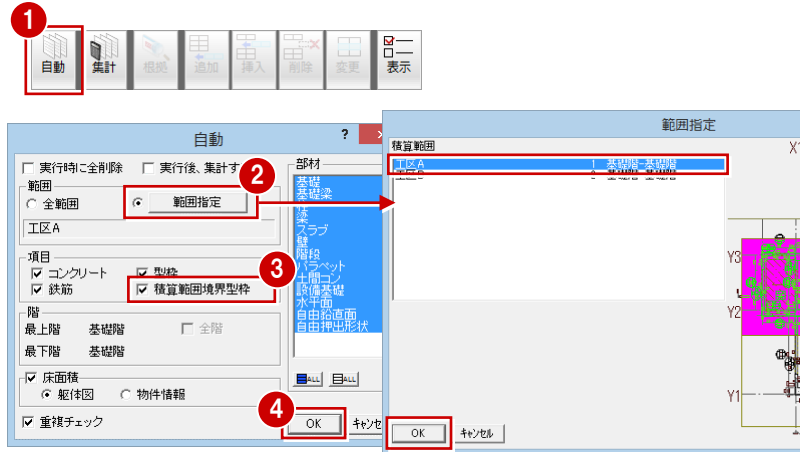 1
自動
集計
根拠
追加
挿入
削除
変更
表示
自動
?
実行時に全削除
実行後、集計す
2
範囲
全範囲
範囲指定
工区A
項目
コンクリート
型枠
3
鉄筋
積算範囲境界型枠
階
最上階
基礎階
全階
最下階
基礎階
床面積
躯体図
物件情報
重複チェック
部材
基礎
基礎梁
柱
梁
スラブ
壁
階段
パラペット
土間コン
設備基礎
水平面
自由鉛直面
自由押出形状
ALL
ALL
4
OK
キャンセ
範囲指定
積算範囲
工区A
1
基礎階-基礎階
X1
Y3
Y2
Y1
OK
キャンセル